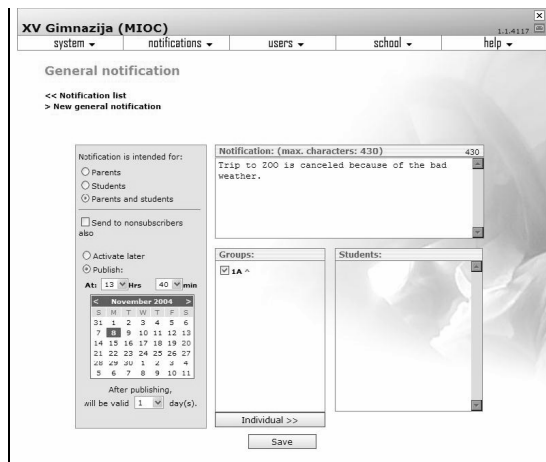 XV Gimnazija (MIOC)
1.1.4117
system notifications users school help
General notification
<< Notification list
> New general notification
Notification is intended for:
Parents
Students
Parents and students
Send to nonsubscribers
also
Activate later
Publish:
At: 13 Hrs 40 min
< November 2004 >
S M T W T F S
31 1 2 3 4 5 6
7 8 9 10 11 12 13
14 15 16 17 18 19 20
21 22 23 24 25 26 27
28 29 30 1 2 3 4
5 6 7 8 9 10 11
After publishing,
will be valid 1 day(s).
Notification: (max. characters: 430) 430
Trip to ZOO is canceled because of the bad
weather.
Groups:
1A ^
Individual >>
Students:
Save